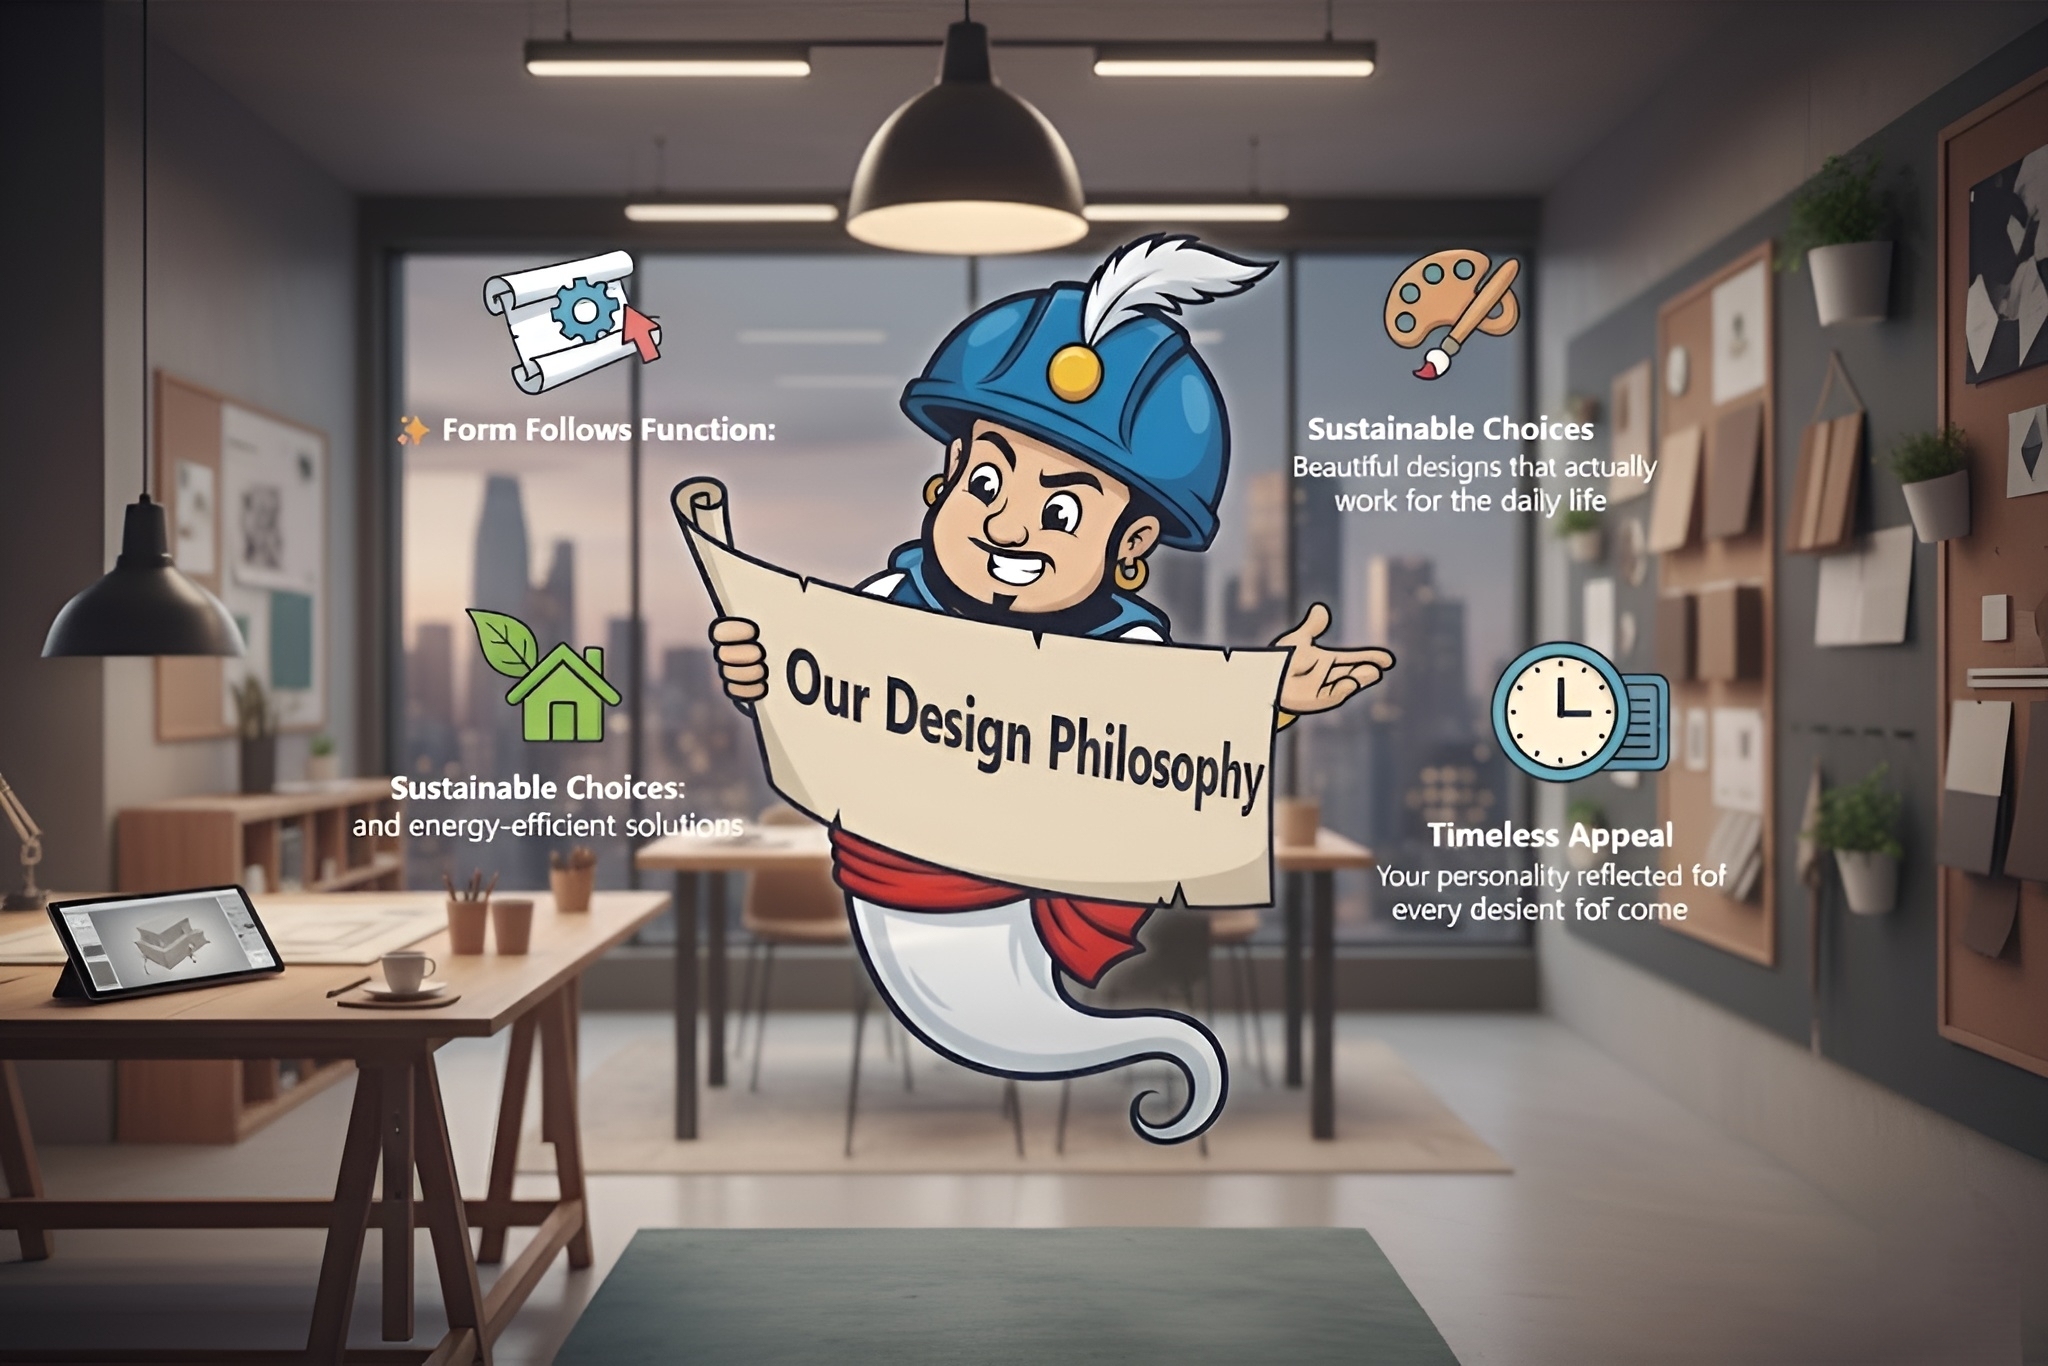 Form Follows Function:
Sustainable Choices
Beautiful designs that actually
work for the daily life
Our Design Philosophy
Sustainable Choices:
and energy-efficient solutions
Timeless Appeal
Your personality reflected fof
every desient fof come